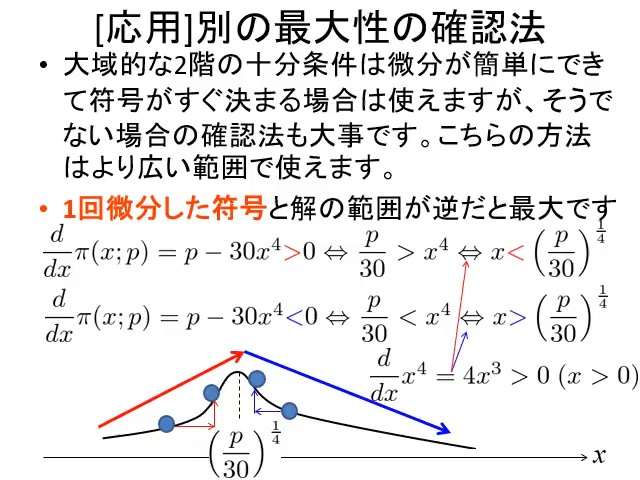 [応用]別の最大性の確認法
• 大域的な2階の十分条件は微分が簡単にでき
て符号がすぐ決まる場合は使えますが、そうで
ない場合の確認法も大事です。こちらの方法
はより広い範囲で使えます。
• 1回微分した符号と解の範囲が逆だと最大です
d/dx π(x; p) = p − 30x⁴>0 ⇔ p/30 > x⁴ ⇔ x< (p/30)^(1/4)
d/dx π(x; p) = p − 30x⁴<0 ⇔ p/30 < x⁴ ⇔ x> (p/30)^(1/4)
d/dx x⁴ = 4x³ > 0 (x > 0)
(p/30)^(1/4)
x